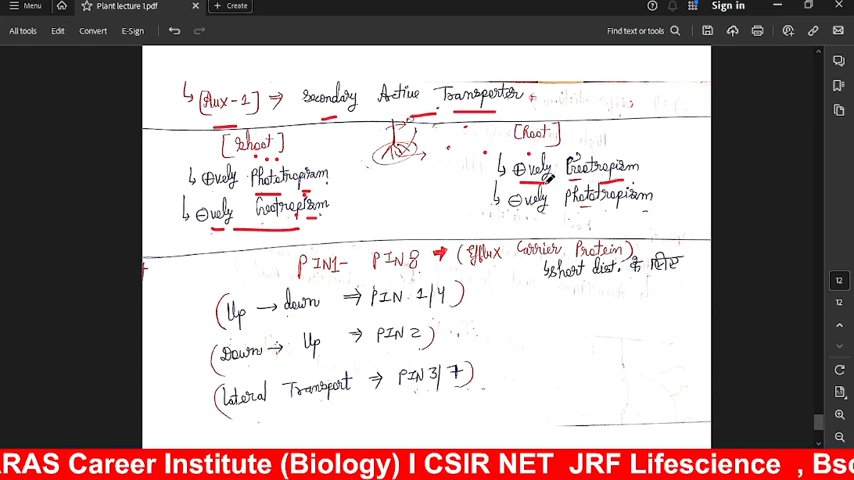 Menu
Plant lecture 1.pdf
Create
Sign in
All tools Edit Convert E-Sign
Find text or tools
[Aux-1] ⇒ Secondary Active Transporter
[Shoot]
[Root]
↳ ⊕vely Phototropism
↳ ⊕vely Geotropism
↳ ⊖vely Geotropism
↳ ⊖vely phototropism
PIN1- PIN8 → (Efflux Carrier Protein)
↳ short dist. के लिए
(Up → down ⇒ PIN 1/4)
(Down → Up ⇒ PIN 2)
(lateral Transport ⇒ PIN 3/7)
12
12
ARAS Career Institute (Biology) I CSIR NET JRF Lifescience , Bsc